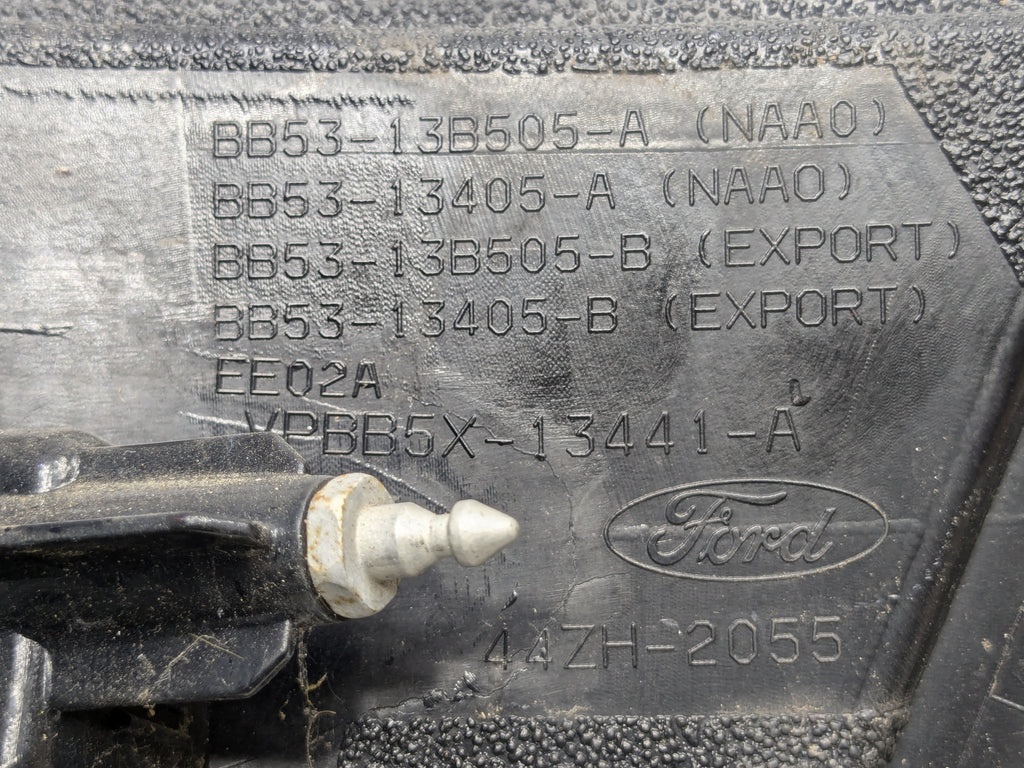 BB53-13B505-A (NAAO)
BB53-13405-A (NAAO)
BB53-13B505-B (EXPORT)
BB53-13405-B (EXPORT)
EE02A
VPBB5X-13441-A
Ford
44ZH-2055